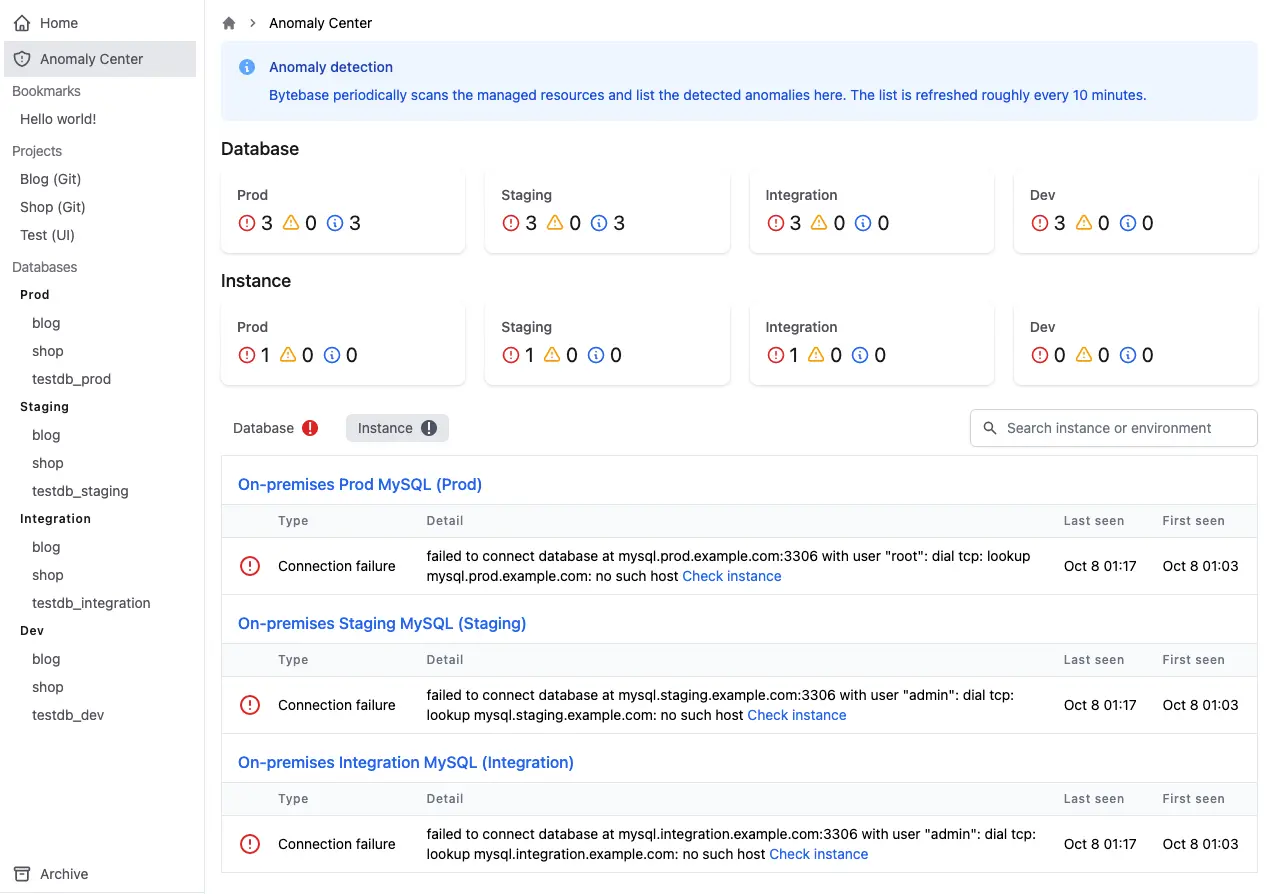 Home
Anomaly Center
Bookmarks
Hello world!
Projects
Blog (Git)
Shop (Git)
Test (UI)
Databases
Prod
blog
shop
testdb_prod
Staging
blog
shop
testdb_staging
Integration
blog
shop
testdb_integration
Dev
blog
shop
testdb_dev
Archive
Anomaly Center
Anomaly detection
Bytebase periodically scans the managed resources and list the detected anomalies here. The list is refreshed roughly every 10 minutes.
Database
Prod
3 0 3
Staging
3 0 3
Integration
3 0 0
Dev
3 0 0
Instance
Prod
1 0 0
Staging
1 0 0
Integration
1 0 0
Dev
0 0 0
Database Instance Search instance or environment
On-premises Prod MySQL (Prod)
Type Detail Last seen First seen
Connection failure
failed to connect database at mysql.prod.example.com:3306 with user "root": dial tcp: lookup
mysql.prod.example.com: no such host Check instance
Oct 8 01:17 Oct 8 01:03
On-premises Staging MySQL (Staging)
Type Detail Last seen First seen
Connection failure
failed to connect database at mysql.staging.example.com:3306 with user "admin": dial tcp:
lookup mysql.staging.example.com: no such host Check instance
Oct 8 01:17 Oct 8 01:03
On-premises Integration MySQL (Integration)
Type Detail Last seen First seen
Connection failure
failed to connect database at mysql.integration.example.com:3306 with user "admin": dial tcp:
lookup mysql.integration.example.com: no such host Check instance
Oct 8 01:17 Oct 8 01:03